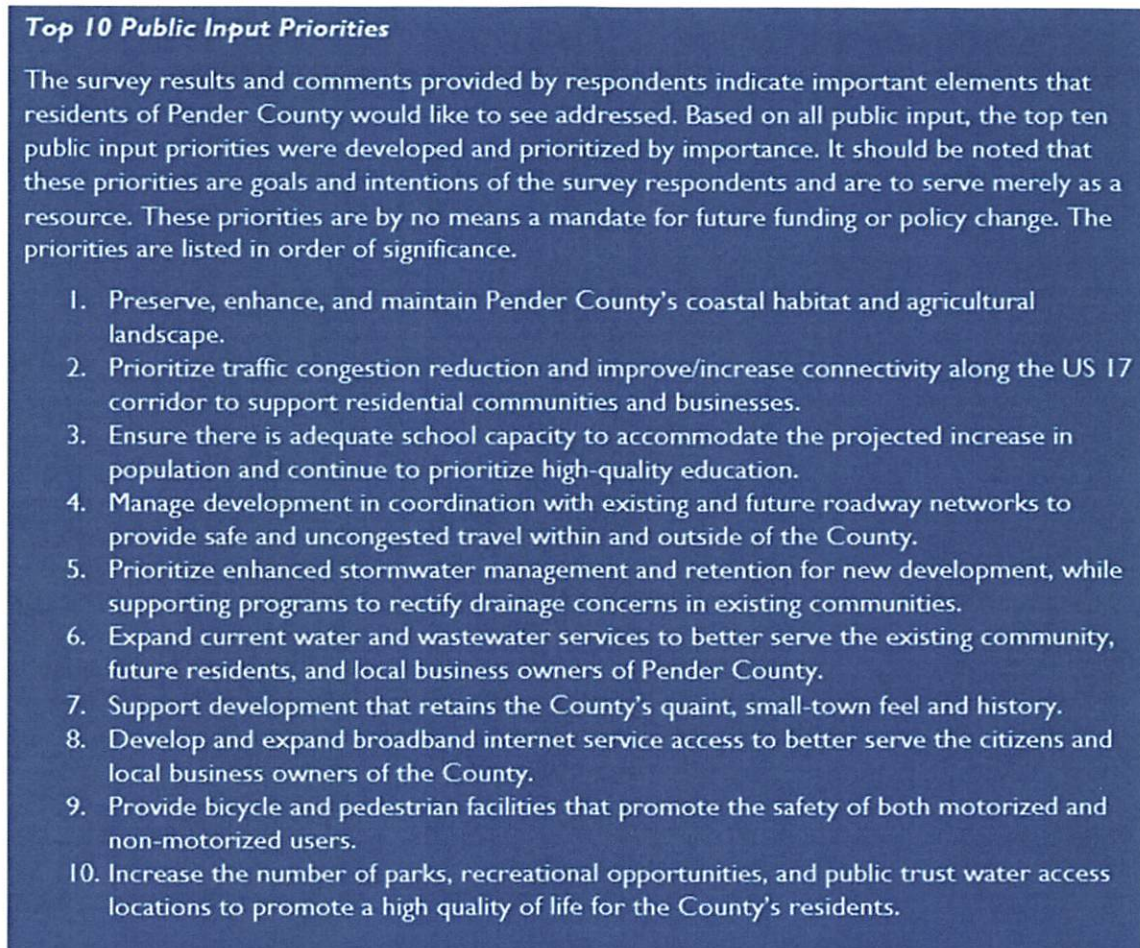 Top 10 Public Input Priorities
The survey results and comments provided by respondents indicate important elements that
residents of Pender County would like to see addressed. Based on all public input, the top ten
public input priorities were developed and prioritized by importance. It should be noted that
these priorities are goals and intentions of the survey respondents and are to serve merely as a
resource. These priorities are by no means a mandate for future funding or policy change. The
priorities are listed in order of significance.
1. Preserve, enhance, and maintain Pender County's coastal habitat and agricultural
landscape.
2. Prioritize traffic congestion reduction and improve/increase connectivity along the US 17
corridor to support residential communities and businesses.
3. Ensure there is adequate school capacity to accommodate the projected increase in
population and continue to prioritize high-quality education.
4. Manage development in coordination with existing and future roadway networks to
provide safe and uncongested travel within and outside of the County.
5. Prioritize enhanced stormwater management and retention for new development, while
supporting programs to rectify drainage concerns in existing communities.
6. Expand current water and wastewater services to better serve the existing community,
future residents, and local business owners of Pender County.
7. Support development that retains the County's quaint, small-town feel and history.
8. Develop and expand broadband internet service access to better serve the citizens and
local business owners of the County.
9. Provide bicycle and pedestrian facilities that promote the safety of both motorized and
non-motorized users.
10. Increase the number of parks, recreational opportunities, and public trust water access
locations to promote a high quality of life for the County's residents.